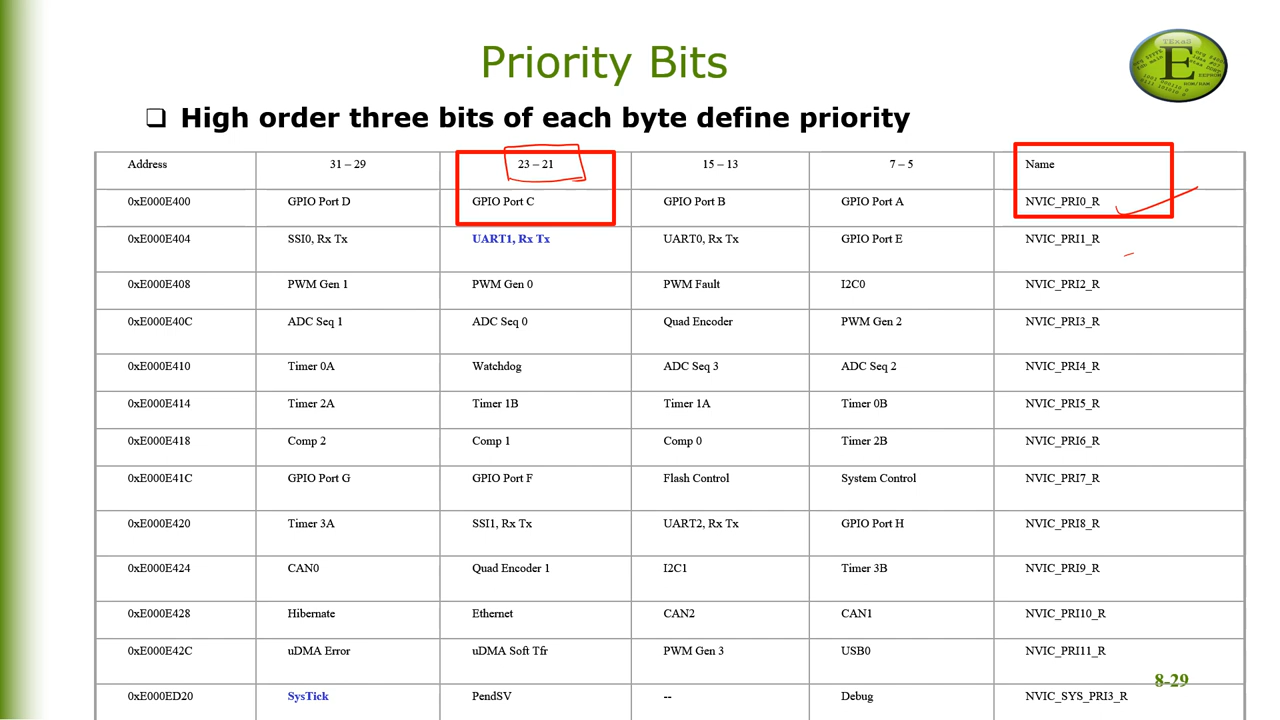 Priority Bits
TExaS
E
❑ High order three bits of each byte define priority
Address 31 – 29 23 – 21 15 – 13 7 – 5 Name
0xE000E400 GPIO Port D GPIO Port C GPIO Port B GPIO Port A NVIC_PRI0_R
0xE000E404 SSI0, Rx Tx UART1, Rx Tx UART0, Rx Tx GPIO Port E NVIC_PRI1_R
0xE000E408 PWM Gen 1 PWM Gen 0 PWM Fault I2C0 NVIC_PRI2_R
0xE000E40C ADC Seq 1 ADC Seq 0 Quad Encoder PWM Gen 2 NVIC_PRI3_R
0xE000E410 Timer 0A Watchdog ADC Seq 3 ADC Seq 2 NVIC_PRI4_R
0xE000E414 Timer 2A Timer 1B Timer 1A Timer 0B NVIC_PRI5_R
0xE000E418 Comp 2 Comp 1 Comp 0 Timer 2B NVIC_PRI6_R
0xE000E41C GPIO Port G GPIO Port F Flash Control System Control NVIC_PRI7_R
0xE000E420 Timer 3A SSI1, Rx Tx UART2, Rx Tx GPIO Port H NVIC_PRI8_R
0xE000E424 CAN0 Quad Encoder 1 I2C1 Timer 3B NVIC_PRI9_R
0xE000E428 Hibernate Ethernet CAN2 CAN1 NVIC_PRI10_R
0xE000E42C uDMA Error uDMA Soft Tfr PWM Gen 3 USB0 NVIC_PRI11_R
0xE000ED20 SysTick PendSV -- Debug NVIC_SYS_PRI3_R
8-29